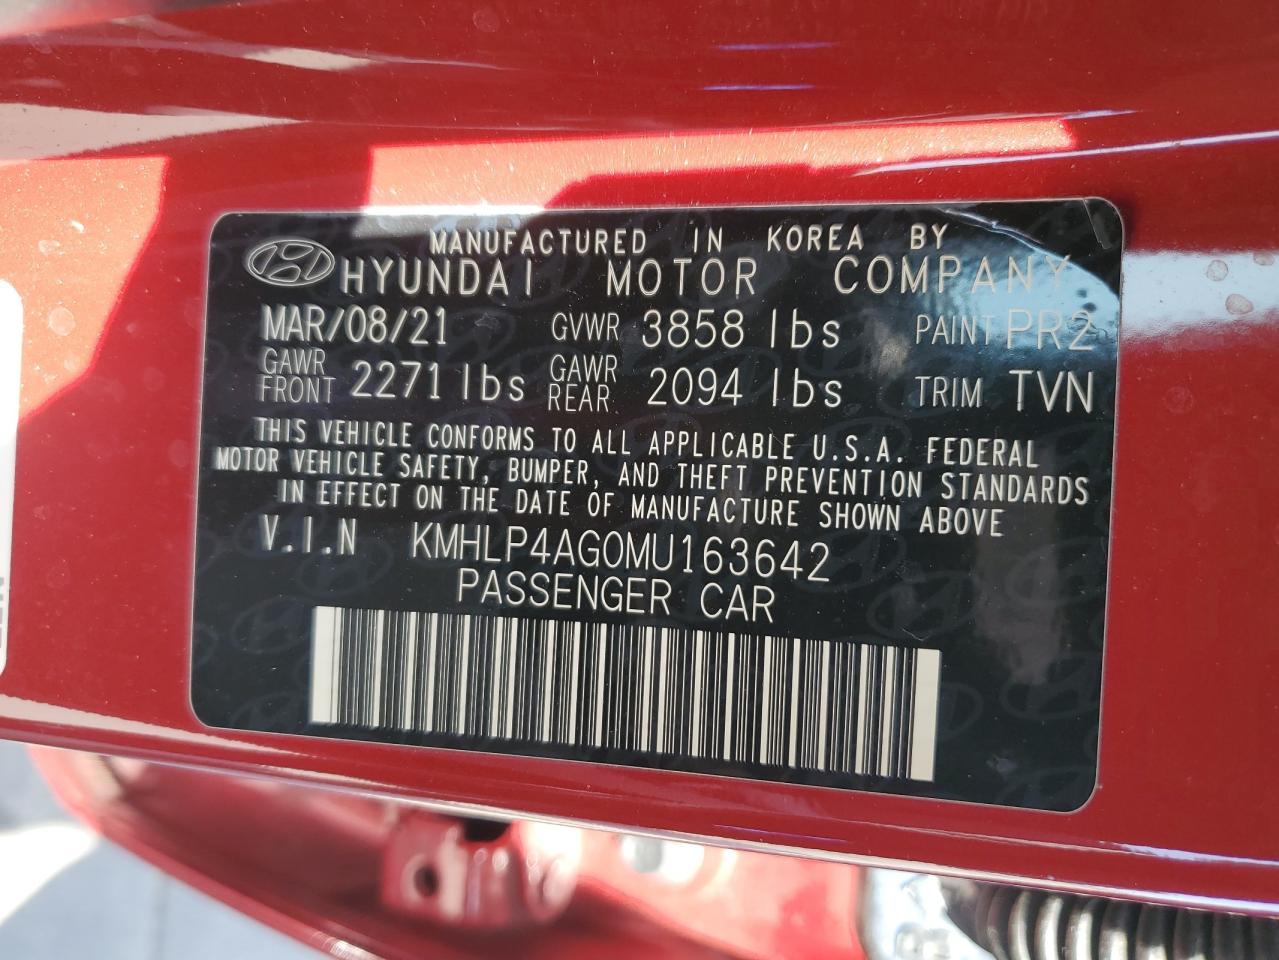 MANUFACTURED IN KOREA BY
HYUNDAI MOTOR COMPANY
MAR/08/21 GVWR 3858 lbs PAINT PR2
GAWR FRONT 2271 lbs GAWR REAR 2094 lbs TRIM TVN
THIS VEHICLE CONFORMS TO ALL APPLICABLE U.S.A. FEDERAL
MOTOR VEHICLE SAFETY, BUMPER, AND THEFT PREVENTION STANDARDS
IN EFFECT ON THE DATE OF MANUFACTURE SHOWN ABOVE
V.I.N KMHLP4AG0MU163642
PASSENGER CAR